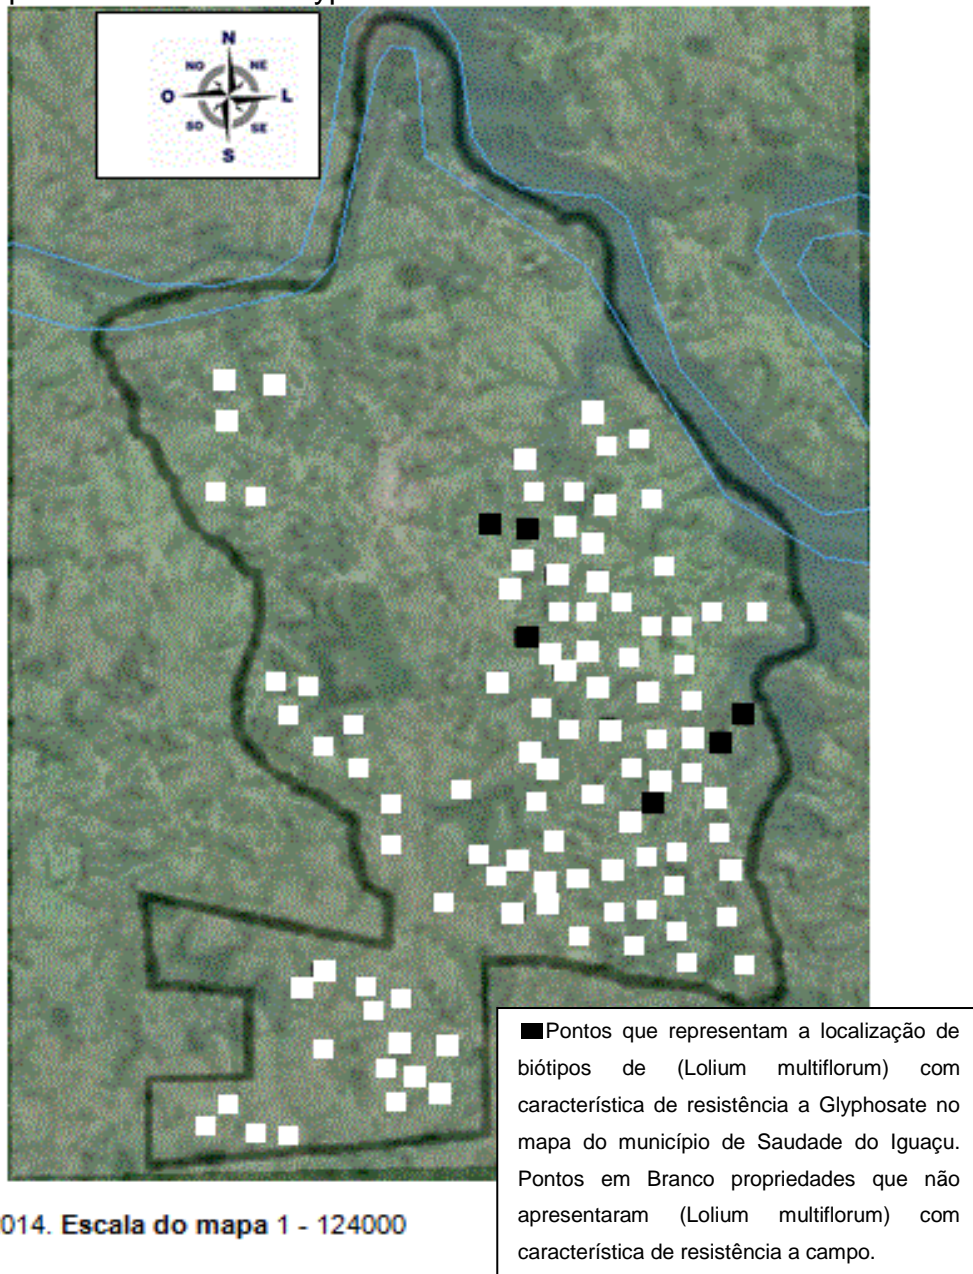 N
NO NE
O L
SO SE
S
■Pontos que representam a localização de
biótipos de (Lolium multiflorum) com
característica de resistência a Glyphosate no
mapa do município de Saudade do Iguaçu.
Pontos em Branco propriedades que não
apresentaram (Lolium multiflorum) com
característica de resistência a campo.
014. Escala do mapa 1 - 124000